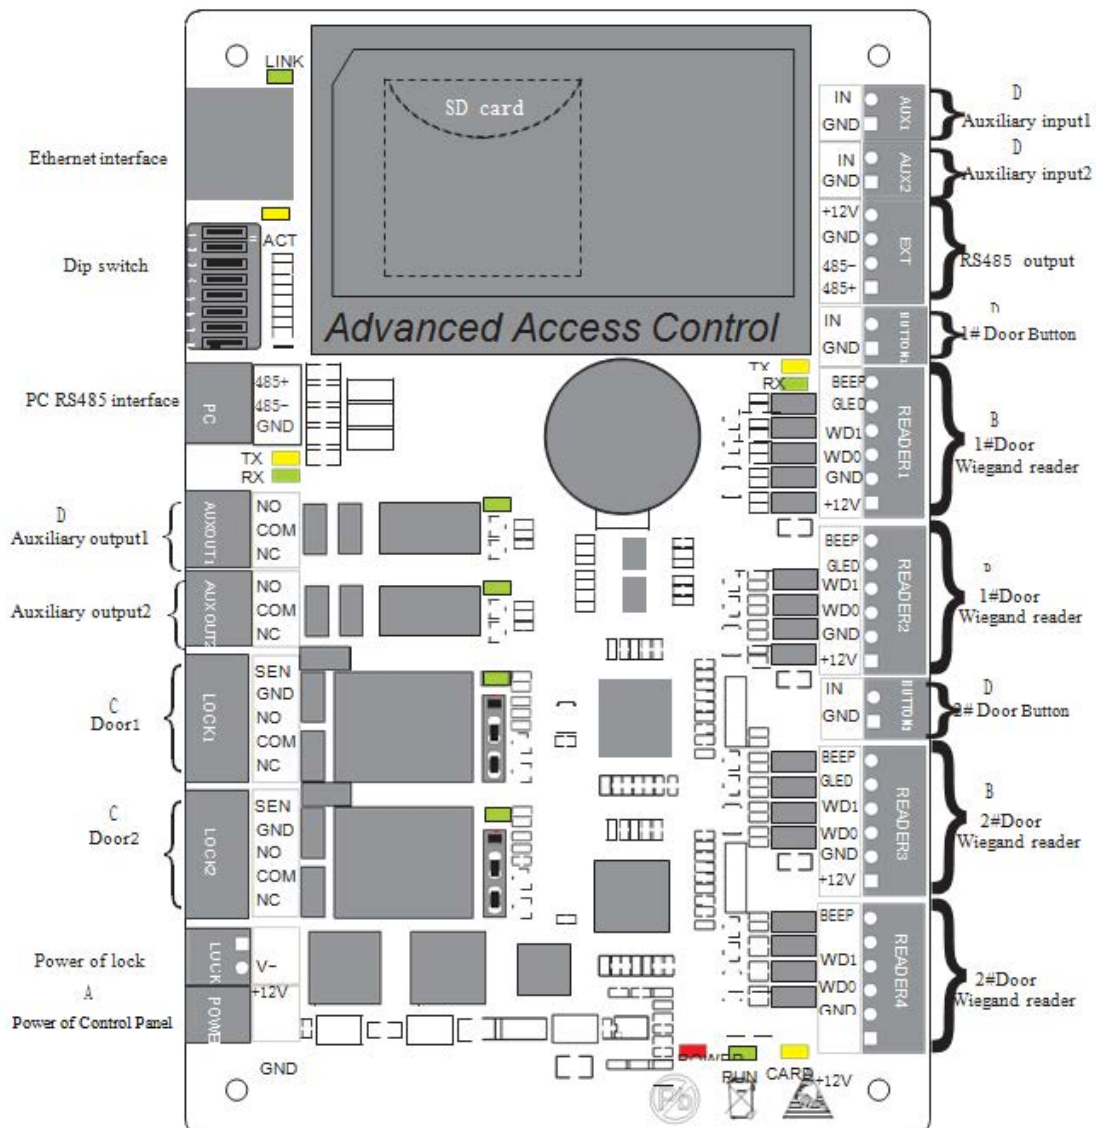 LINK
SD card
Ethernet interface
ACT
Dip switch
Advanced Access Control
PC RS485 interface
PC
485+
485-
GND
TX
RX
D
Auxiliary output1
AUXOUT1
NO
COM
NC
Auxiliary output2
AUXOUT2
NO
COM
NC
C
Door1
LOCK1
SEN
GND
NO
COM
NC
C
Door2
LOCK2
SEN
GND
NO
COM
NC
Power of lock
LOCK
V-
A
Power of Control Panel
POWE
+12V
GND
IN
GND
AUX1
D
Auxiliary input1
IN
GND
AUX2
D
Auxiliary input2
+12V
GND
485-
485+
EXT
RS485 output
IN
GND
D
1#Door Button
TX
RX
BEEP
GLED
WD1
WD0
GND
+12V
READER1
B
1#Door
Wiegand reader
BEEP
GLED
WD1
WD0
GND
+12V
READER2
1#Door
Wiegand reader
IN
GND
D
2#Door Button
BEEP
GLED
WD1
WD0
GND
+12V
READER3
B
2#Door
Wiegand reader
BEEP
WD1
WD0
GND
READER4
2#Door
Wiegand reader
POWER
RUN
CARD
+12V
Pb